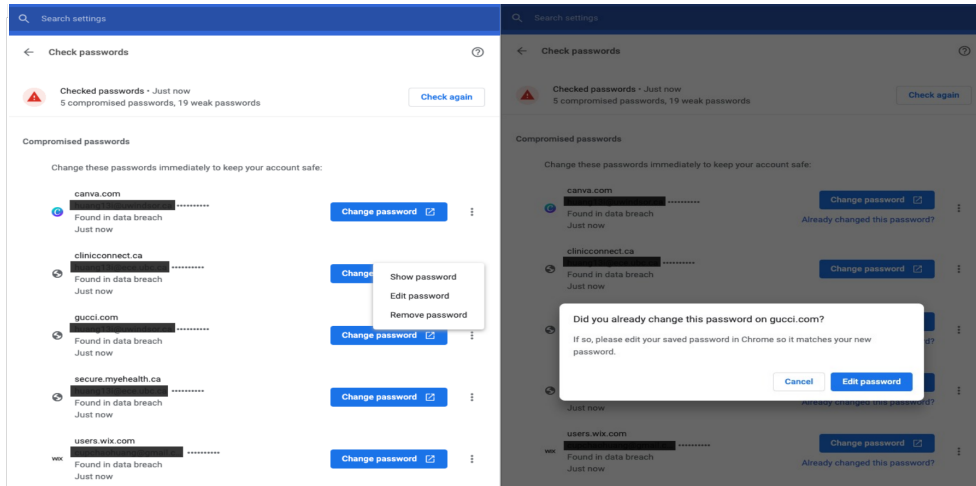 Search settings
Check passwords
Checked passwords • Just now
5 compromised passwords, 19 weak passwords
Check again
Compromised passwords
Change these passwords immediately to keep your account safe:
canva.com
••••••••••
Found in data breach
Just now
Change password
clinicconnect.ca
••••••••••
Found in data breach
Just now
Change
Show password
Edit password
Remove password
gucci.com
••••••••••
Found in data breach
Just now
Change password
secure.myehealth.ca
••••••••••
Found in data breach
Just now
Change password
users.wix.com
WIX
••••••••••
Found in data breach
Just now
Change password
Search settings
Check passwords
Checked passwords • Just now
5 compromised passwords, 19 weak passwords
Check again
Compromised passwords
Change these passwords immediately to keep your account safe:
canva.com
••••••••••
Found in data breach
Just now
Change password
Already changed this password?
clinicconnect.ca
••••••••••
Found in data breach
Just now
Change password
Did you already change this password on gucci.com?
If so, please edit your saved password in Chrome so it matches your new
password.
Cancel
Edit password
Just now
Already changed this password?
users.wix.com
WIX
••••••••••
Found in data breach
Just now
Change password
Already changed this password?